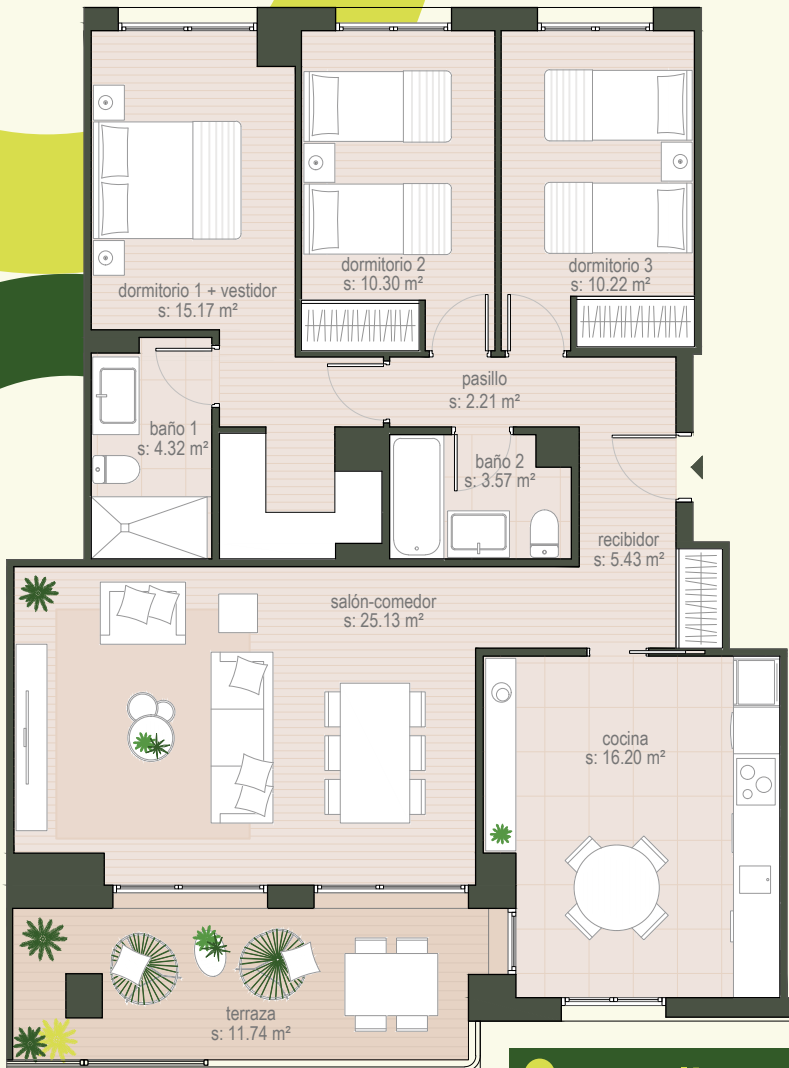 dormitorio 1 + vestidor
s: 15.17 m²
dormitorio 2
s: 10.30 m²
dormitorio 3
s: 10.22 m²
pasillo
s: 2.21 m²
baño 1
s: 4.32 m²
baño 2
s: 3.57 m²
recibidor
s: 5.43 m²
salón-comedor
s: 25.13 m²
cocina
s: 16.20 m²
terraza
s: 11.74 m²